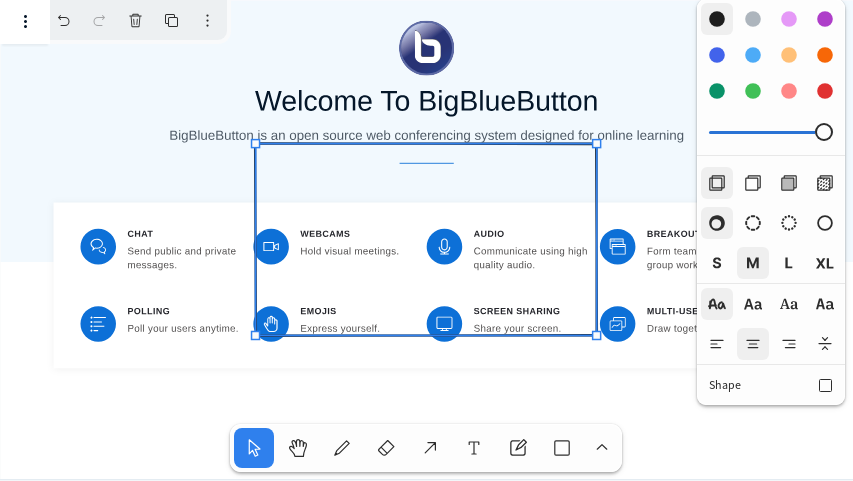 Welcome To BigBlueButton
BigBlueButton is an open source web conferencing system designed for online learning
CHAT
Send public and private
messages.
WEBCAMS
Hold visual meetings.
AUDIO
Communicate using high
quality audio.
BREAKOUT
Form team
group work
POLLING
Poll your users anytime.
EMOJIS
Express yourself.
SCREEN SHARING
Share your screen.
MULTI-USE
Draw toget
S M L XL
Aa Aa Aa Aa
Shape
T